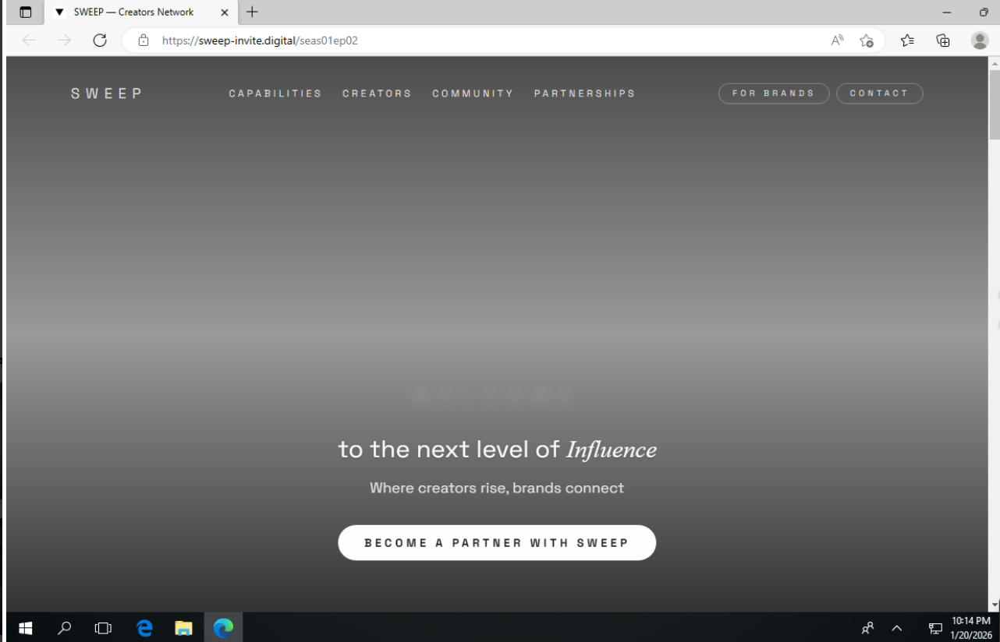 SWEEP — Creators Network
https://sweep-invite.digital/seas01ep02
SWEEP CAPABILITIES CREATORS COMMUNITY PARTNERSHIPS FOR BRANDS CONTACT
to the next level of Influence
Where creators rise, brands connect
BECOME A PARTNER WITH SWEEP
10:14 PM
1/20/2026